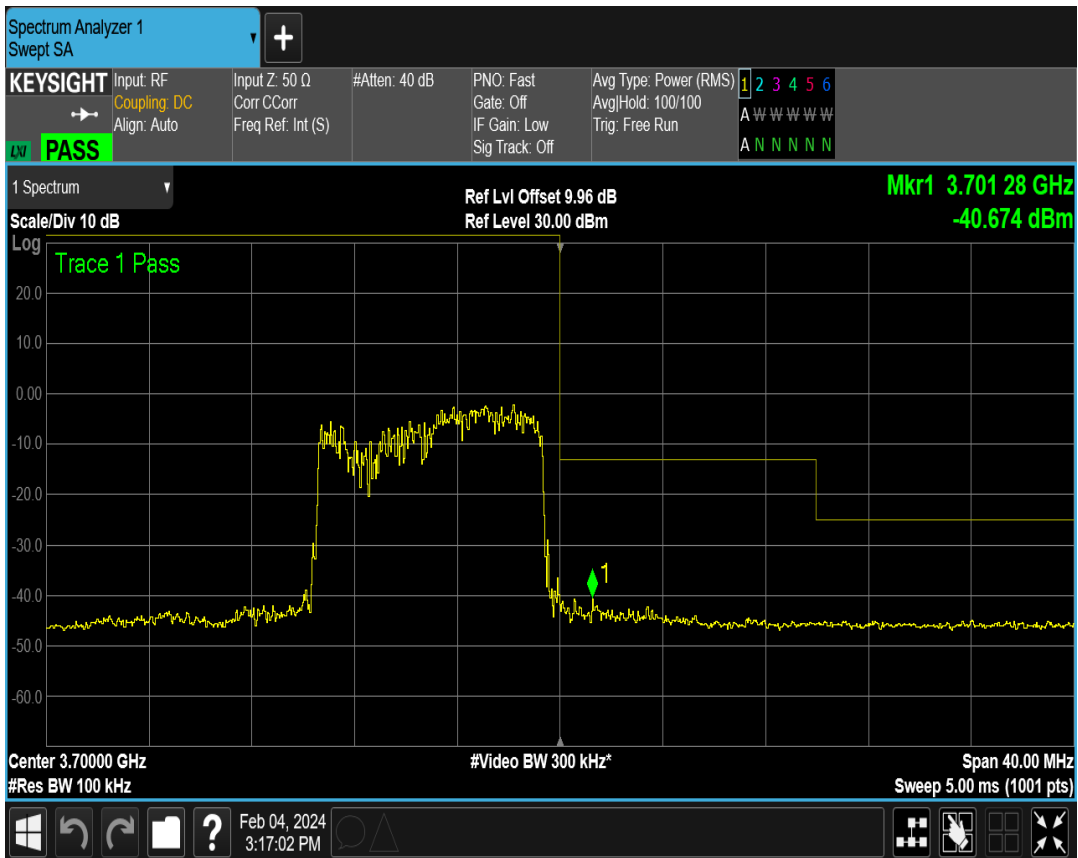 Spectrum Analyzer 1
Swept SA
+
KEYSIGHT
LXI PASS
Input: RF
Coupling: DC
Align: Auto
Input Z: 50 Ω
Corr CCorr
Freq Ref: Int (S)
#Atten: 40 dB
PNO: Fast
Gate: Off
IF Gain: Low
Sig Track: Off
Avg Type: Power (RMS)
Avg|Hold: 100/100
Trig: Free Run
1 2 3 4 5 6
A W W W W W
A N N N N N
1 Spectrum
Scale/Div 10 dB
Ref Lvl Offset 9.96 dB
Ref Level 30.00 dBm
Mkr1 3.701 28 GHz
-40.674 dBm
Log
Trace 1 Pass
20.0
10.0
0.00
-10.0
-20.0
-30.0
-40.0
-50.0
-60.0
1
Center 3.70000 GHz
#Res BW 100 kHz
#Video BW 300 kHz*
Span 40.00 MHz
Sweep 5.00 ms (1001 pts)
?
Feb 04, 2024
3:17:02 PM